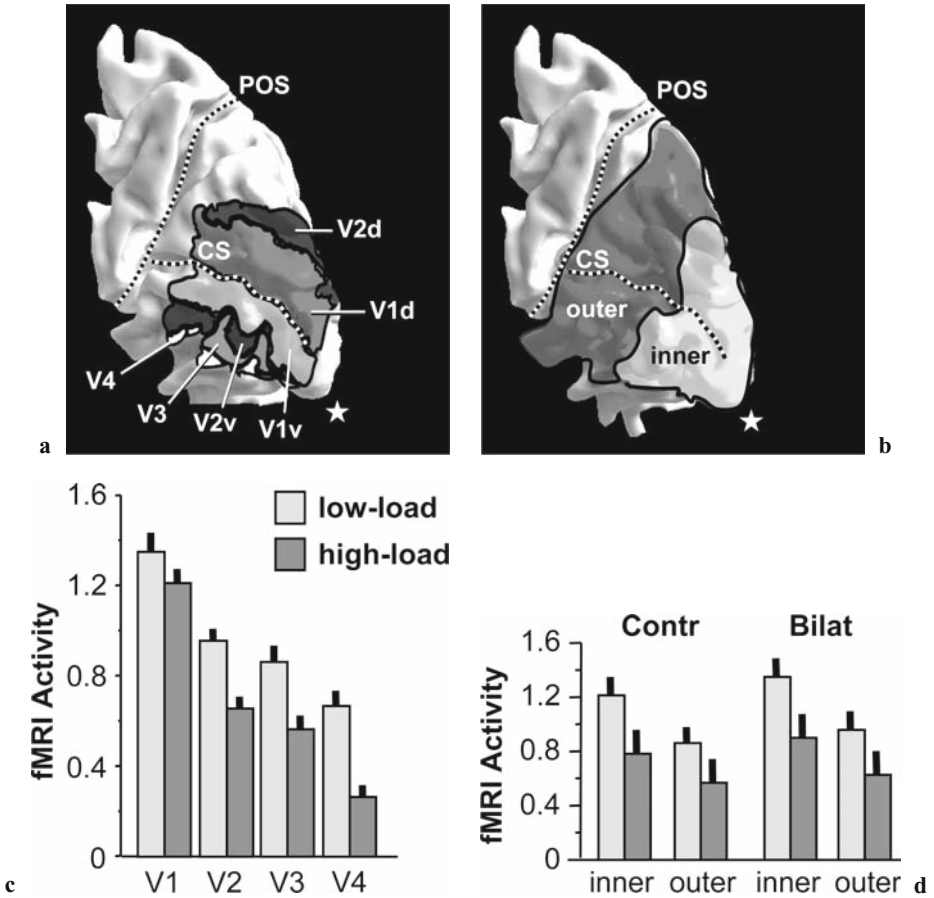 POS
CS
V2d
V1d
V4
V3
V2v
V1v
a
POS
CS
outer
inner
b
fMRI Activity
1.6
1.2
0.8
0.4
0
low-load
high-load
V1 V2 V3 V4
c
fMRI Activity
1.6
1.2
0.8
0.4
0
Contr Bilat
inner outer inner outer
d